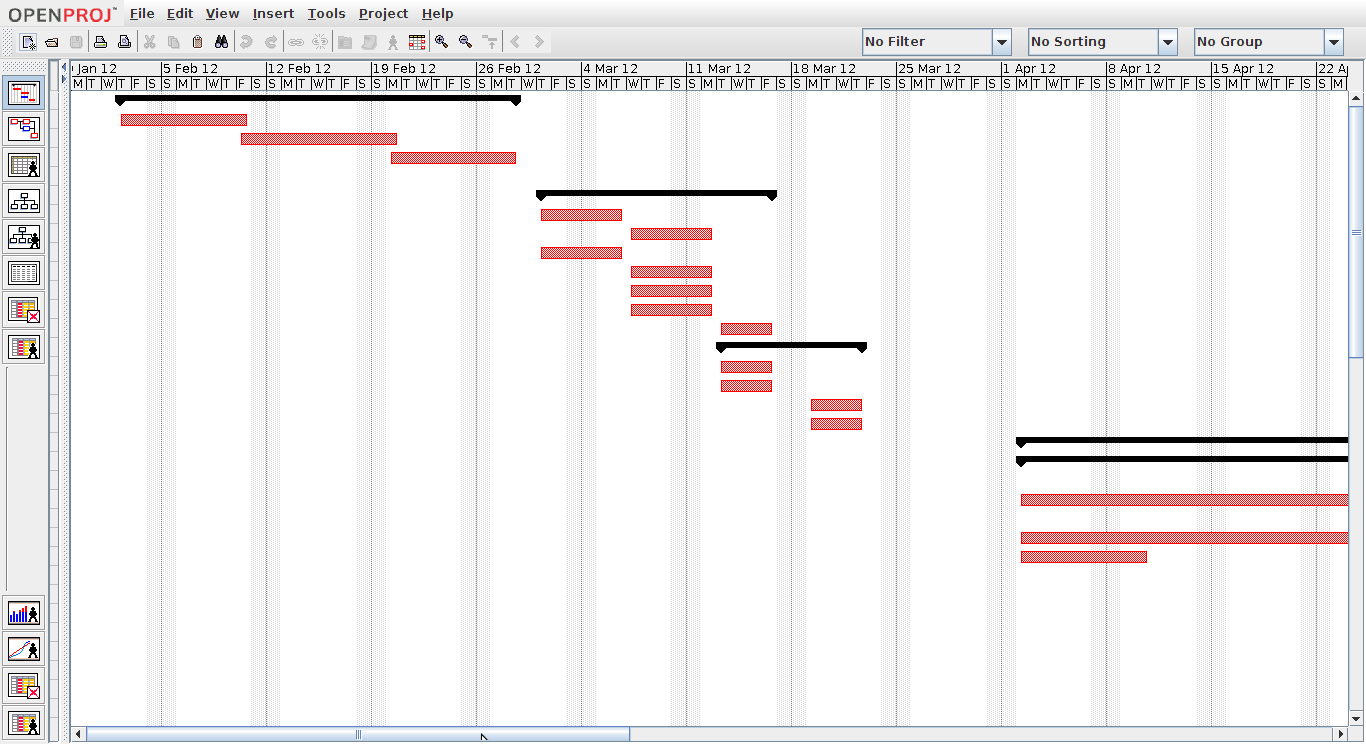 OPENPROJ™ File Edit View Insert Tools Project Help
No Filter No Sorting No Group
Jan 12 5 Feb 12 12 Feb 12 19 Feb 12 26 Feb 12 4 Mar 12 11 Mar 12 18 Mar 12 25 Mar 12 1 Apr 12 8 Apr 12 15 Apr 12 22 A
M T W T F S S M T W T F S S M T W T F S S M T W T F S S M T W T F S S M T W T F S S M T W T F S S M T W T F S S M T W T F S S M T W T F S S M T W T F S S M T W T F S S M